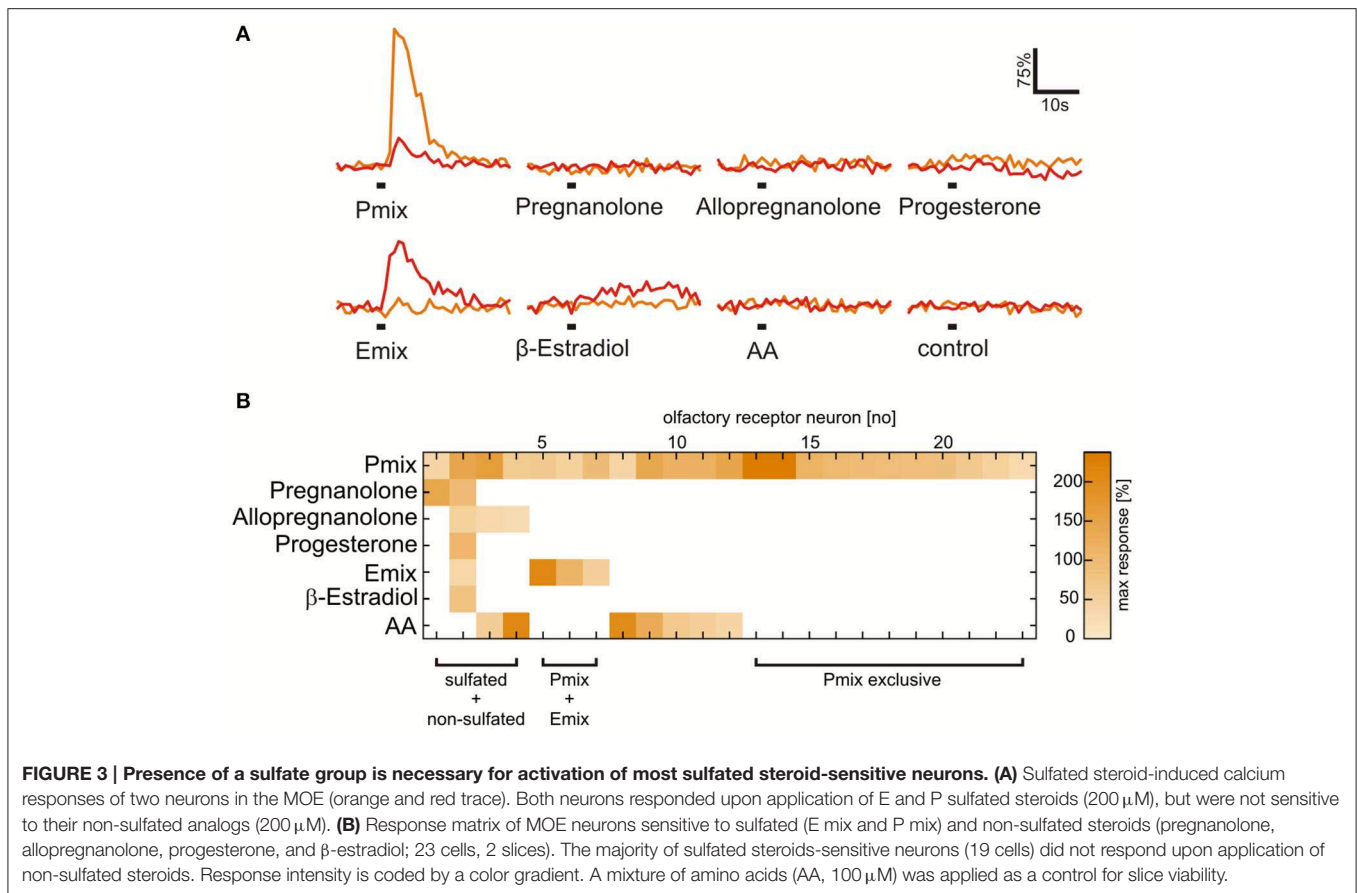 A
75%
10s
Pmix
Pregnanolone
Allopregnanolone
Progesterone
Emix
β-Estradiol
AA
control
B
olfactory receptor neuron [no]
5
10
15
20
Pmix
Pregnanolone
Allopregnanolone
Progesterone
Emix
β-Estradiol
AA
200
150
100
50
0
max response [%]
sulfated
+
non-sulfated
Pmix
+
Emix
Pmix exclusive
FIGURE 3 | Presence of a sulfate group is necessary for activation of most sulfated steroid-sensitive neurons. (A) Sulfated steroid-induced calcium
responses of two neurons in the MOE (orange and red trace). Both neurons responded upon application of E and P sulfated steroids (200 μM), but were not sensitive
to their non-sulfated analogs (200 μM). (B) Response matrix of MOE neurons sensitive to sulfated (E mix and P mix) and non-sulfated steroids (pregnanolone,
allopregnanolone, progesterone, and β-estradiol; 23 cells, 2 slices). The majority of sulfated steroids-sensitive neurons (19 cells) did not respond upon application of
non-sulfated steroids. Response intensity is coded by a color gradient. A mixture of amino acids (AA, 100 μM) was applied as a control for slice viability.